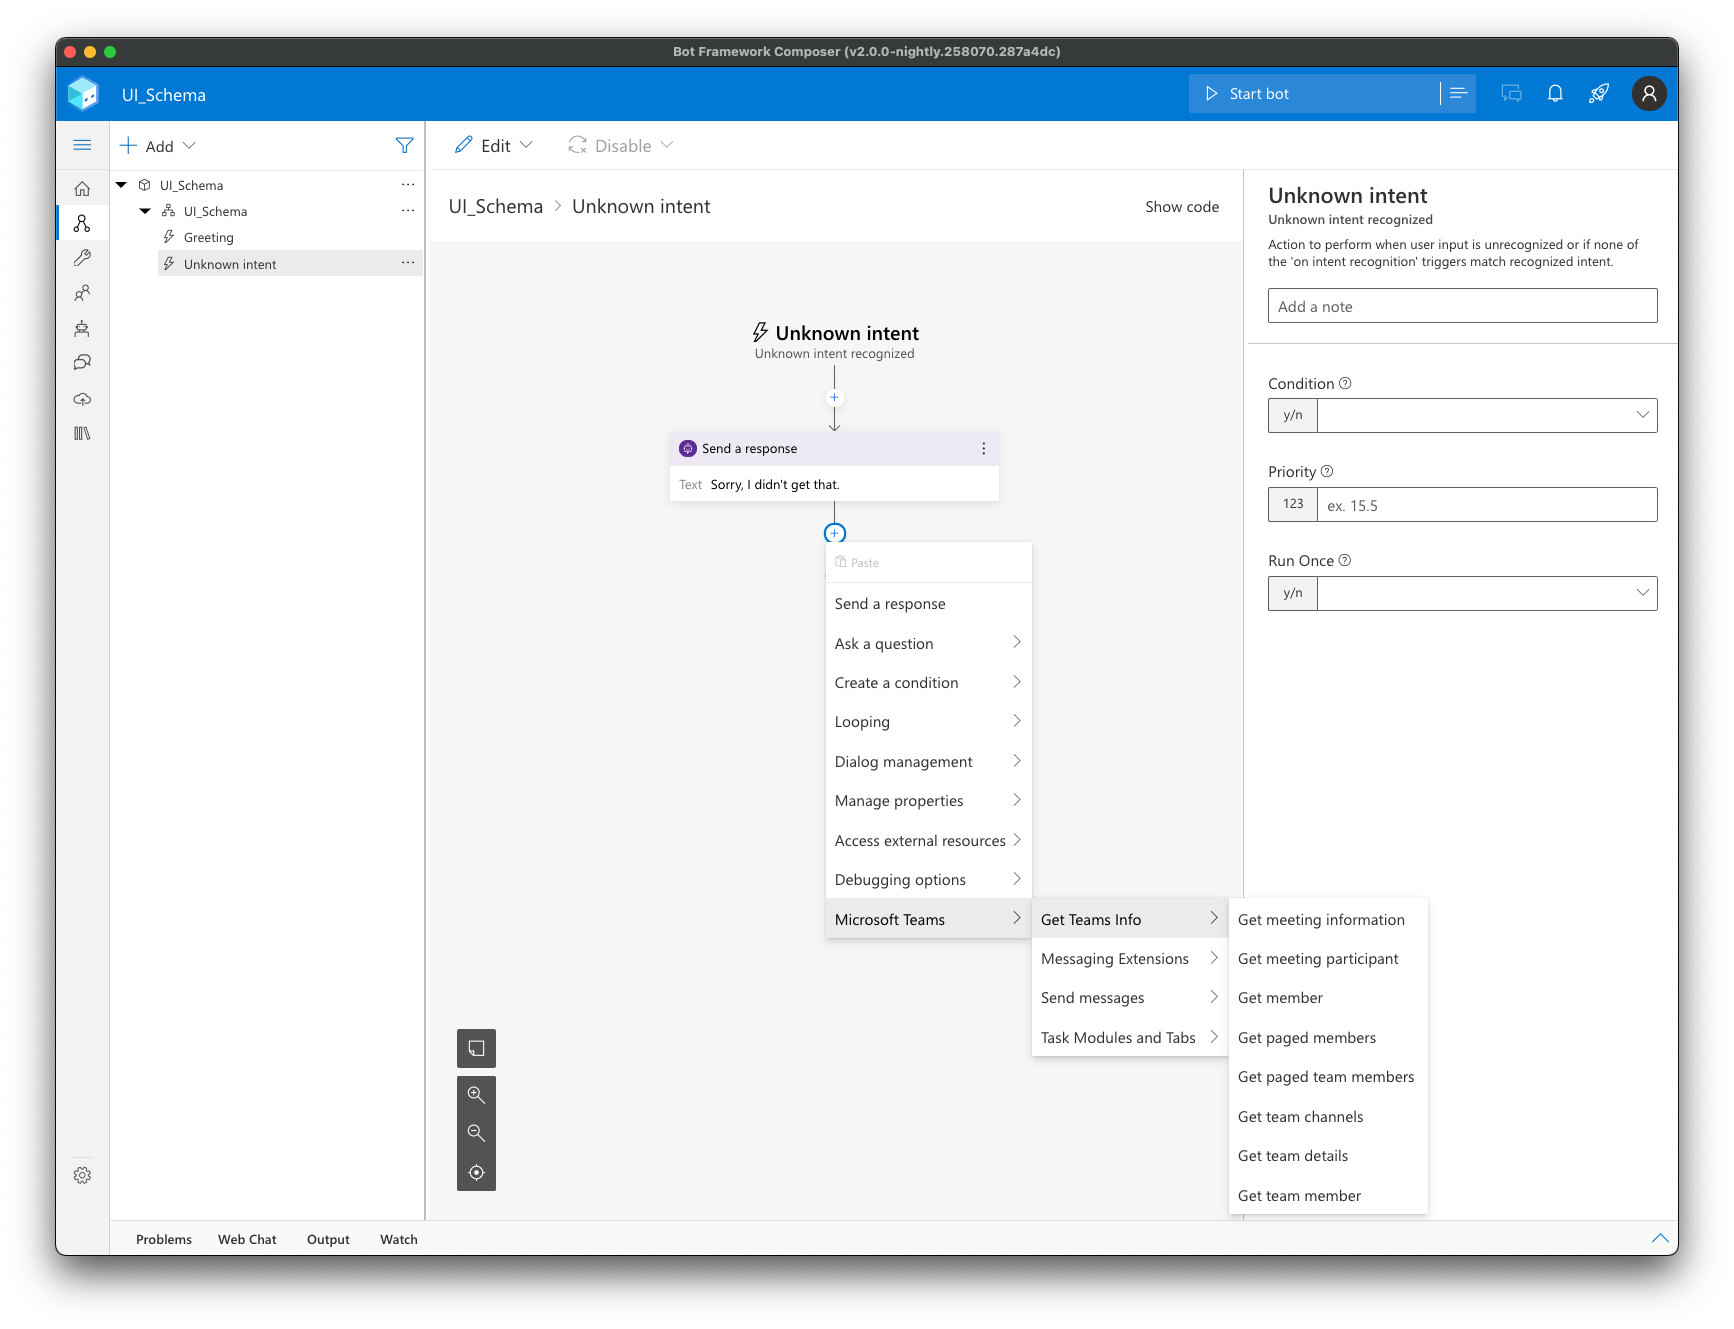 Bot Framework Composer (v2.0.0-nightly.258070.287a4dc)
UI_Schema
Start bot
Add
Edit
Disable
UI_Schema
UI_Schema
Greeting
Unknown intent
UI_Schema > Unknown intent
Show code
Unknown intent
Unknown intent recognized
Send a response
Text Sorry, I didn't get that.
Paste
Send a response
Ask a question
Create a condition
Looping
Dialog management
Manage properties
Access external resources
Debugging options
Microsoft Teams
Get Teams Info
Messaging Extensions
Send messages
Task Modules and Tabs
Get meeting information
Get meeting participant
Get member
Get paged members
Get paged team members
Get team channels
Get team details
Get team member
Unknown intent
Unknown intent recognized
Action to perform when user input is unrecognized or if none of
the 'on intent recognition' triggers match recognized intent.
Add a note
Condition
y/n
Priority
123 ex. 15.5
Run Once
y/n
Problems Web Chat Output Watch